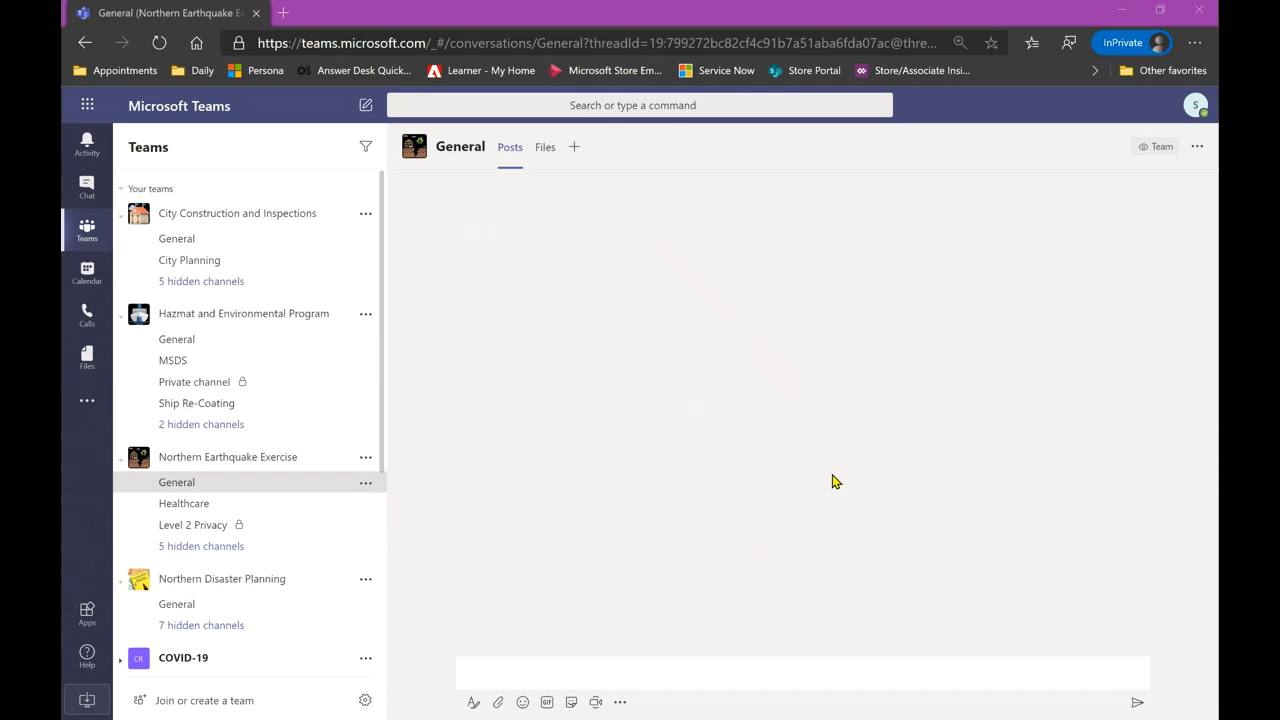 General (Northern Earthquake Ex
https://teams.microsoft.com/_#/conversations/General?threadId=19:799272bc82cf4c91b7a51aba6fda07ac@thre...
InPrivate
Appointments
Daily
Persona
OS Answer Desk Quick...
Learner - My Home
Microsoft Store Em...
Service Now
Store Portal
Store/Associate Insi...
Other favorites
Microsoft Teams
Search or type a command
S
Activity
Chat
Teams
Calendar
Calls
Files
Apps
Help
Teams
Your teams
City Construction and Inspections
General
City Planning
5 hidden channels
Hazmat and Environmental Program
General
MSDS
Private channel
Ship Re-Coating
2 hidden channels
Northern Earthquake Exercise
General
Healthcare
Level 2 Privacy
5 hidden channels
Northern Disaster Planning
General
7 hidden channels
CR COVID-19
Join or create a team
General
Posts
Files
Team
GIF